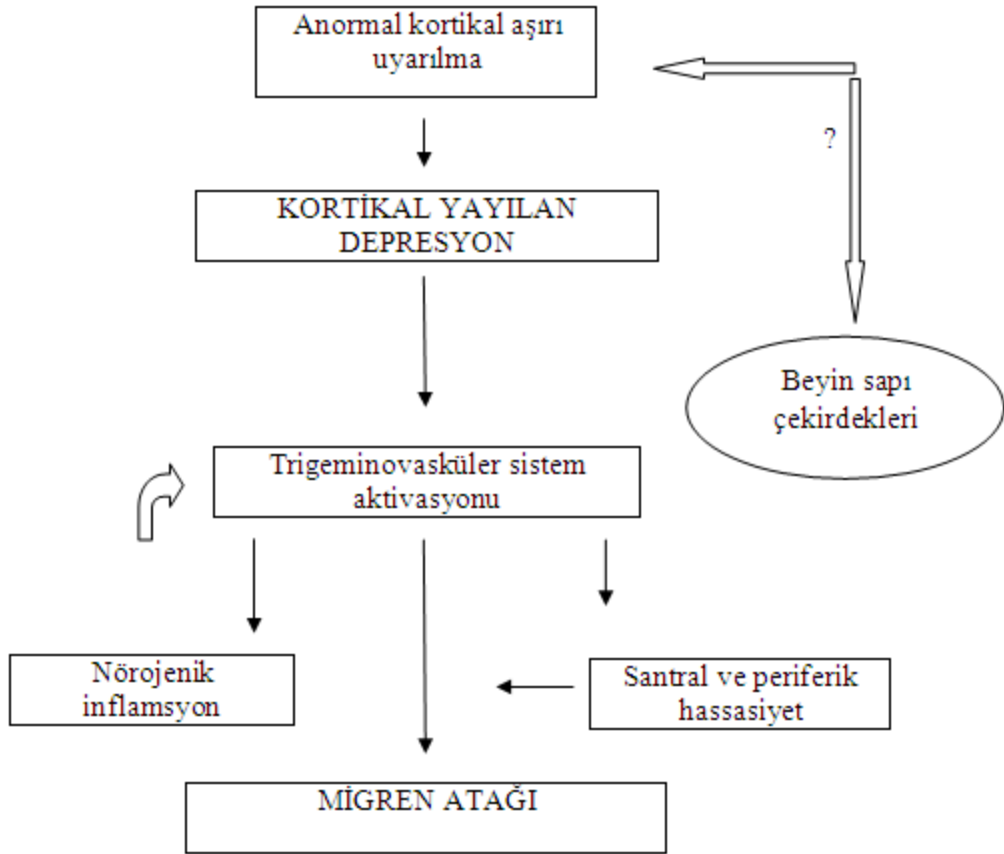 Anormal kortikal aşırı
uyarılma
?
KORTİKAL YAYILAN
DEPRESYON
Beyin sapı
çekirdekleri
Trigeminovasküler sistem
aktivasyonu
Nörojenik
inflamsyon
Santral ve periferik
hassasiyet
MİGREN ATAĞI